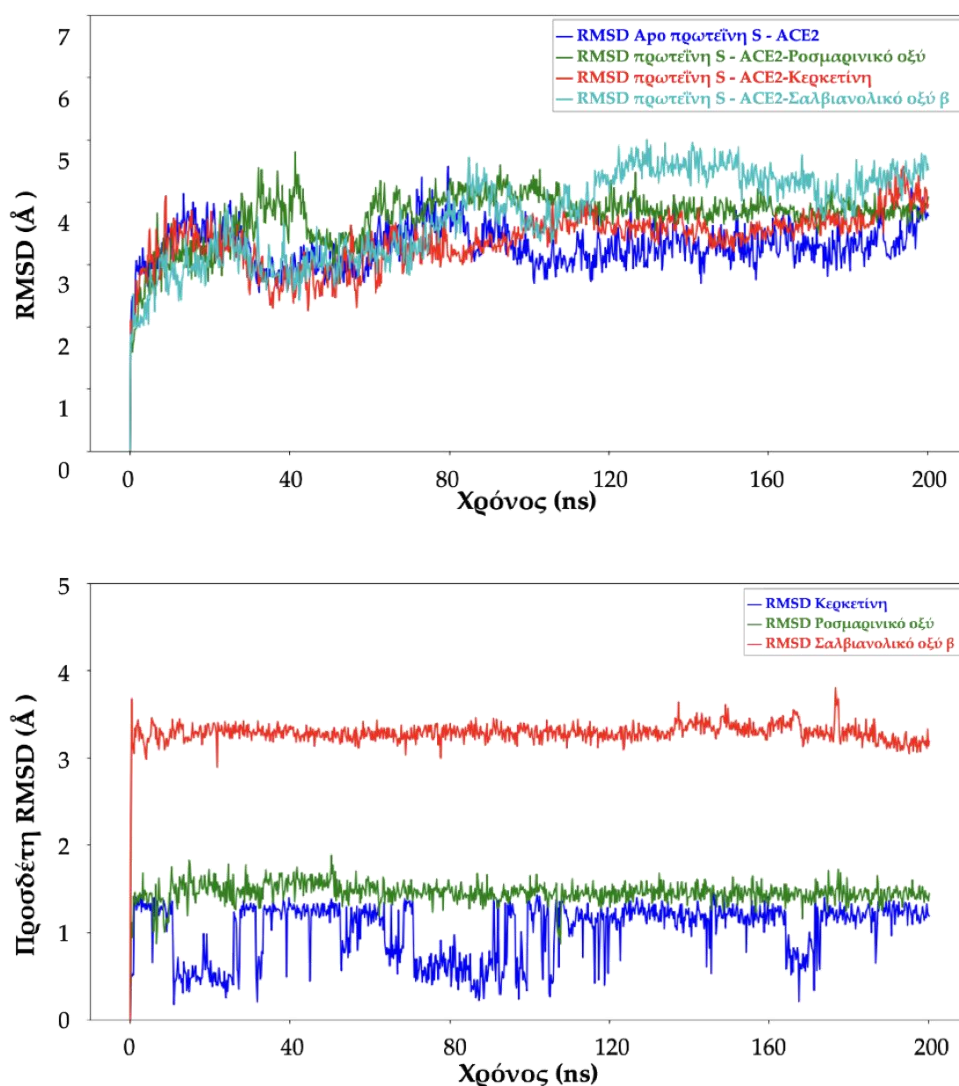 7
RMSD Apo πρωτεΐνη S - ACE2
RMSD πρωτεΐνη S - ACE2-Ροσμαρινικό οξύ
RMSD πρωτεΐνη S - ACE2-Κερκετίνη
RMSD πρωτεΐνη S - ACE2-Σαλβιανολικό οξύ β
6
5
4
3
2
1
0
RMSD (Å)
0 40 80 120 160 200
Χρόνος (ns)
5
RMSD Κερκετίνη
RMSD Ροσμαρινικό οξύ
RMSD Σαλβιανολικό οξύ β
4
3
2
1
0
Προσδέτη RMSD (Å )
0 40 80 120 160 200
Χρόνος (ns)